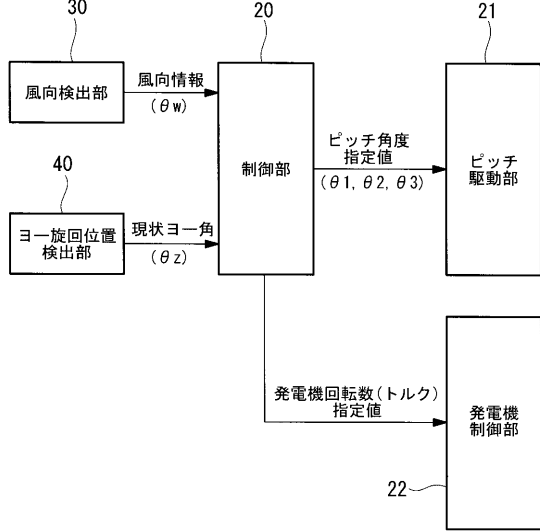 30
20
21
風向検出部
風向情報
(θw)
制御部
ピッチ角度
指定値
(θ1, θ2, θ3)
ピッチ
駆動部
40
ヨー旋回位置
検出部
現状ヨー角
(θz)
発電機回転数(トルク)
指定値
発電機
制御部
22